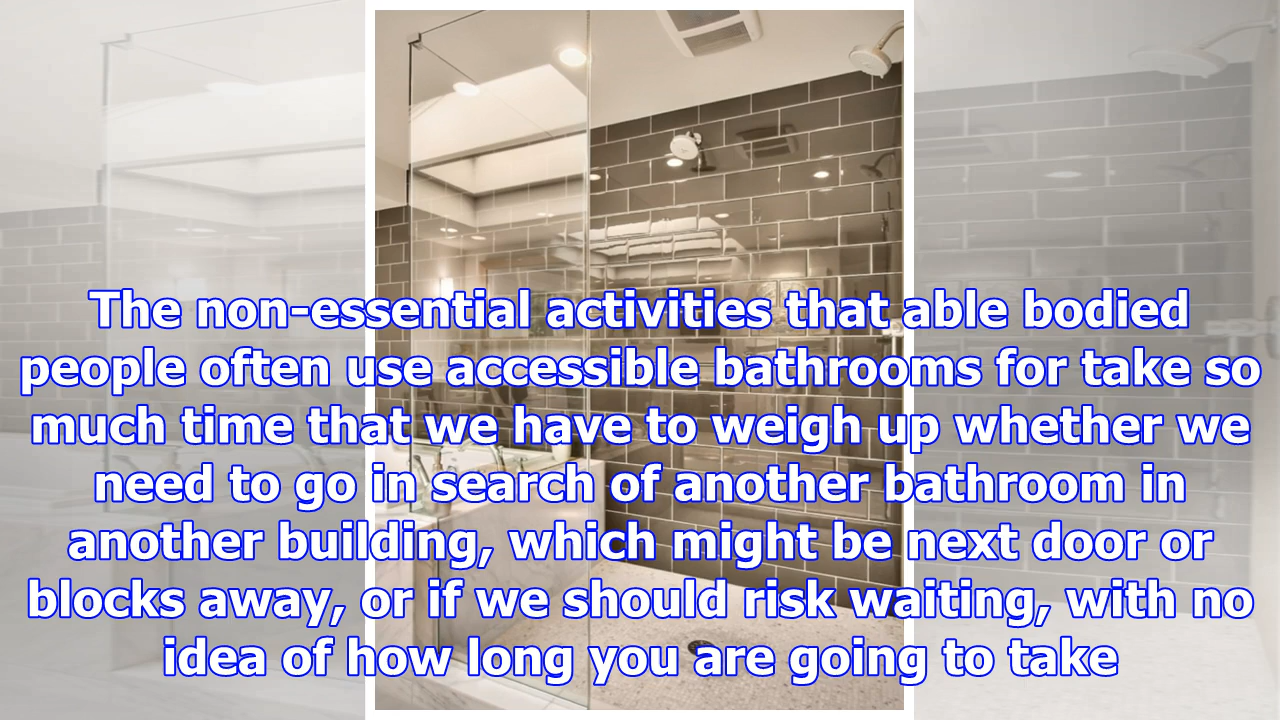 The non-essential activities that able bodied
people often use accessible bathrooms for take so
much time that we have to weigh up whether we
need to go in search of another bathroom in
another building, which might be next door or
blocks away, or if we should risk waiting, with no
idea of how long you are going to take